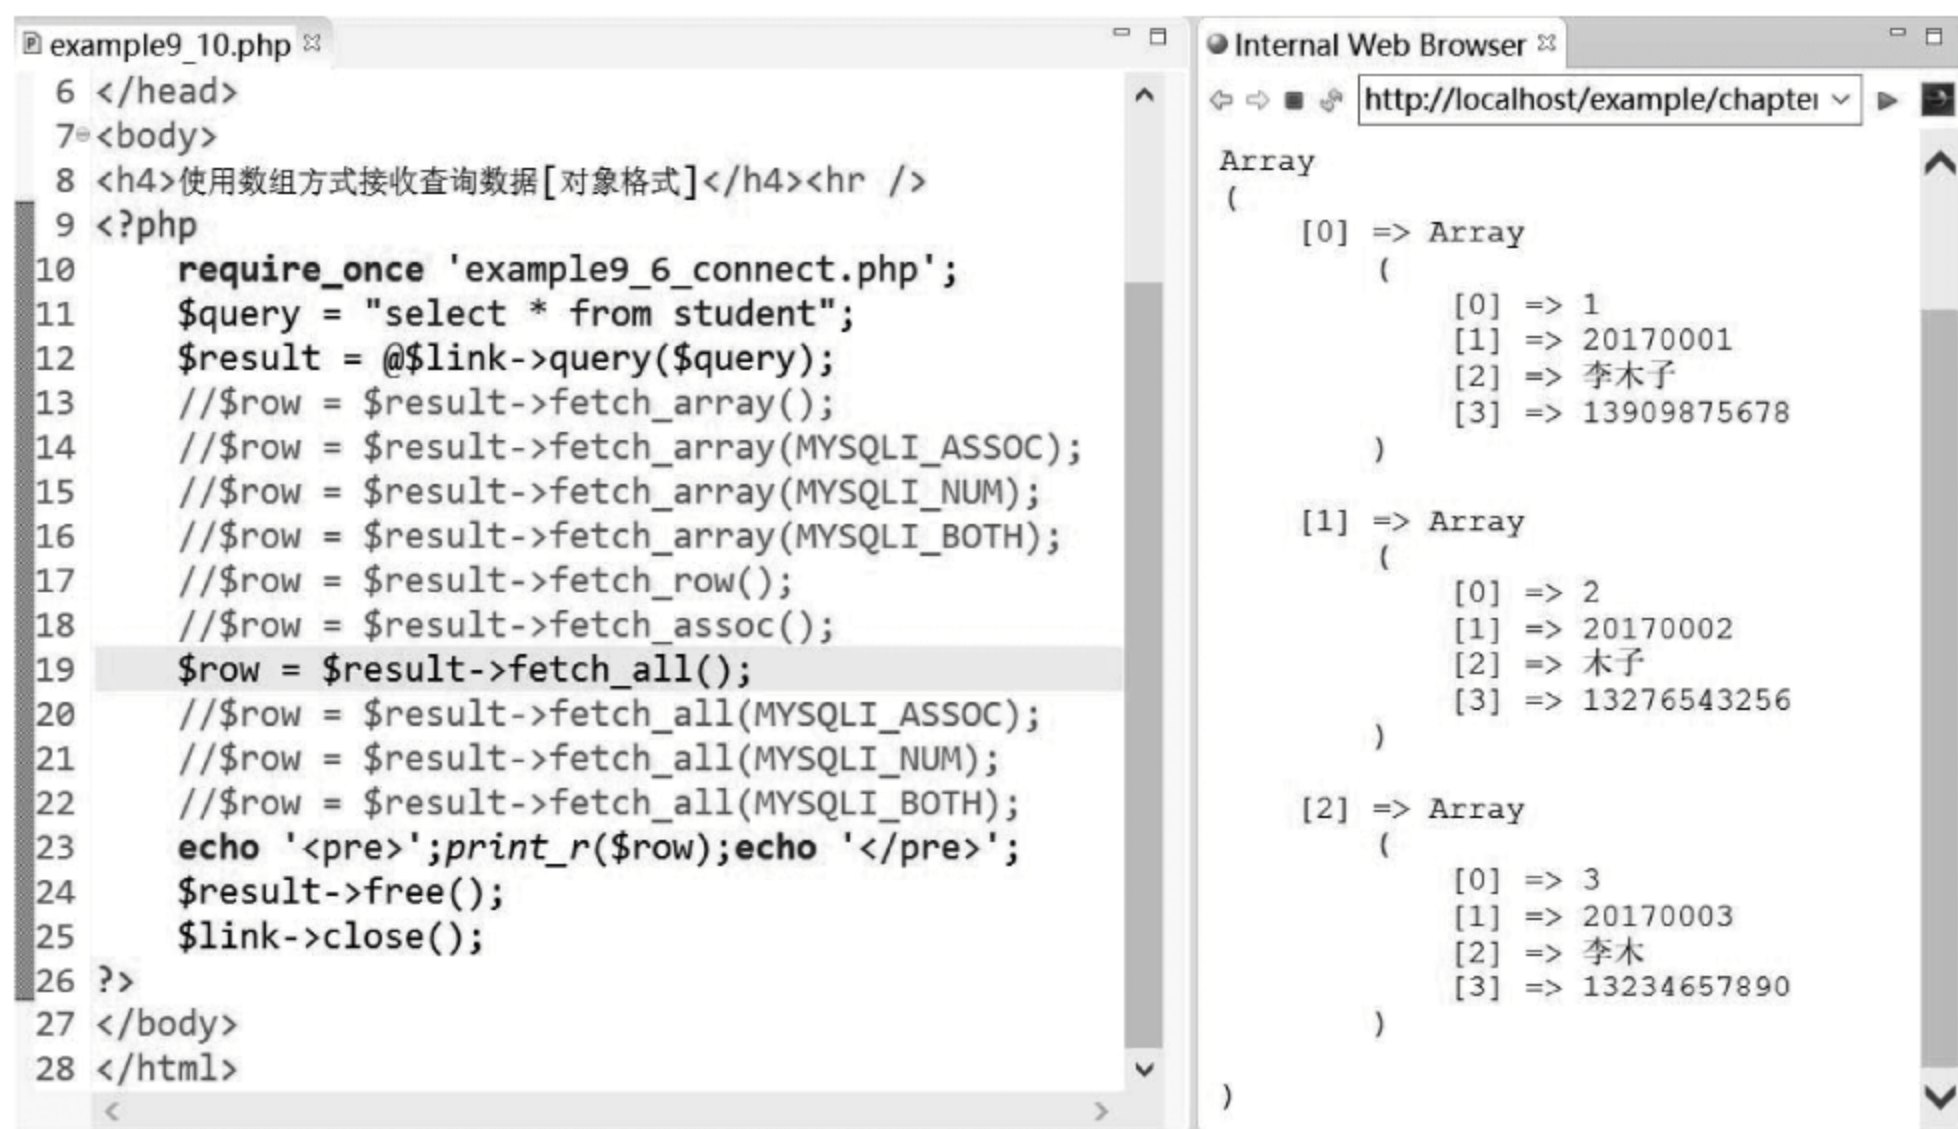 example9_10.php
6 </head>
7 <body>
8 <h4>使用数组方式接收查询数据[对象格式]</h4><hr />
9 <?php
10 require_once 'example9_6_connect.php';
11 $query = "select * from student";
12 $result = @$link->query($query);
13 //$row = $result->fetch_array();
14 //$row = $result->fetch_array(MYSQLI_ASSOC);
15 //$row = $result->fetch_array(MYSQLI_NUM);
16 //$row = $result->fetch_array(MYSQLI_BOTH);
17 //$row = $result->fetch_row();
18 //$row = $result->fetch_assoc();
19 $row = $result->fetch_all();
20 //$row = $result->fetch_all(MYSQLI_ASSOC);
21 //$row = $result->fetch_all(MYSQLI_NUM);
22 //$row = $result->fetch_all(MYSQLI_BOTH);
23 echo '<pre>';print_r($row);echo '</pre>';
24 $result->free();
25 $link->close();
26 ?>
27 </body>
28 </html>
Internal Web Browser
http://localhost/example/chapter
Array
(
[0] => Array
(
[0] => 1
[1] => 20170001
[2] => 李木子
[3] => 13909875678
)
[1] => Array
(
[0] => 2
[1] => 20170002
[2] => 木子
[3] => 13276543256
)
[2] => Array
(
[0] => 3
[1] => 20170003
[2] => 李木
[3] => 13234657890
)
)